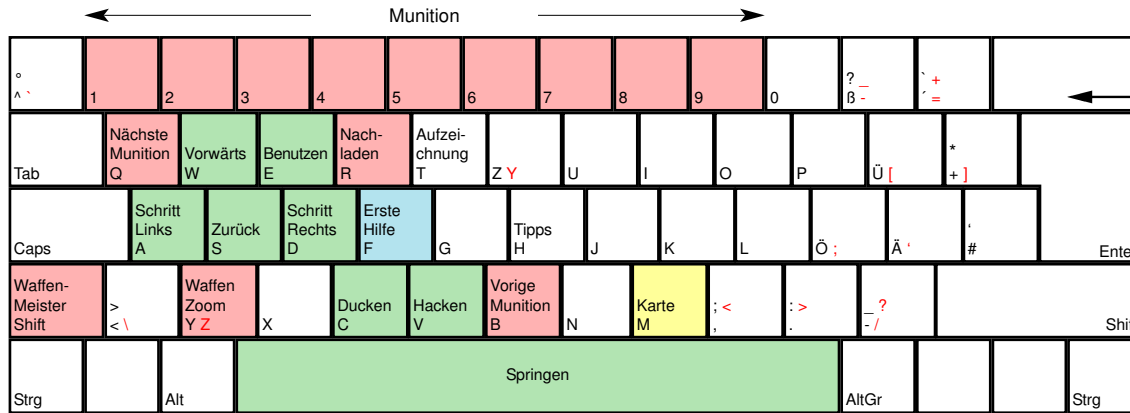 Munition
°
^ `
1
2
3
4
5
6
7
8
9
0
? _
ß -
` +
´ =
Tab
Nächste
Munition
Q
Vorwärts
W
Benutzen
E
Nach-
laden
R
Aufzei-
chnung
T
Z Y
U
I
O
P
Ü [
*
+ ]
Caps
Schritt
Links
A
Zurück
S
Schritt
Rechts
D
Erste
Hilfe
F
G
Tipps
H
J
K
L
Ö ;
Ä '
'
#
Ente
Waffen-
Meister
Shift
>
< \
Waffen
Zoom
Y Z
X
Ducken
C
Hacken
V
Vorige
Munition
B
N
Karte
M
; <
,
: >
.
_ ?
- /
Shif
Strg
Alt
Springen
AltGr
Strg